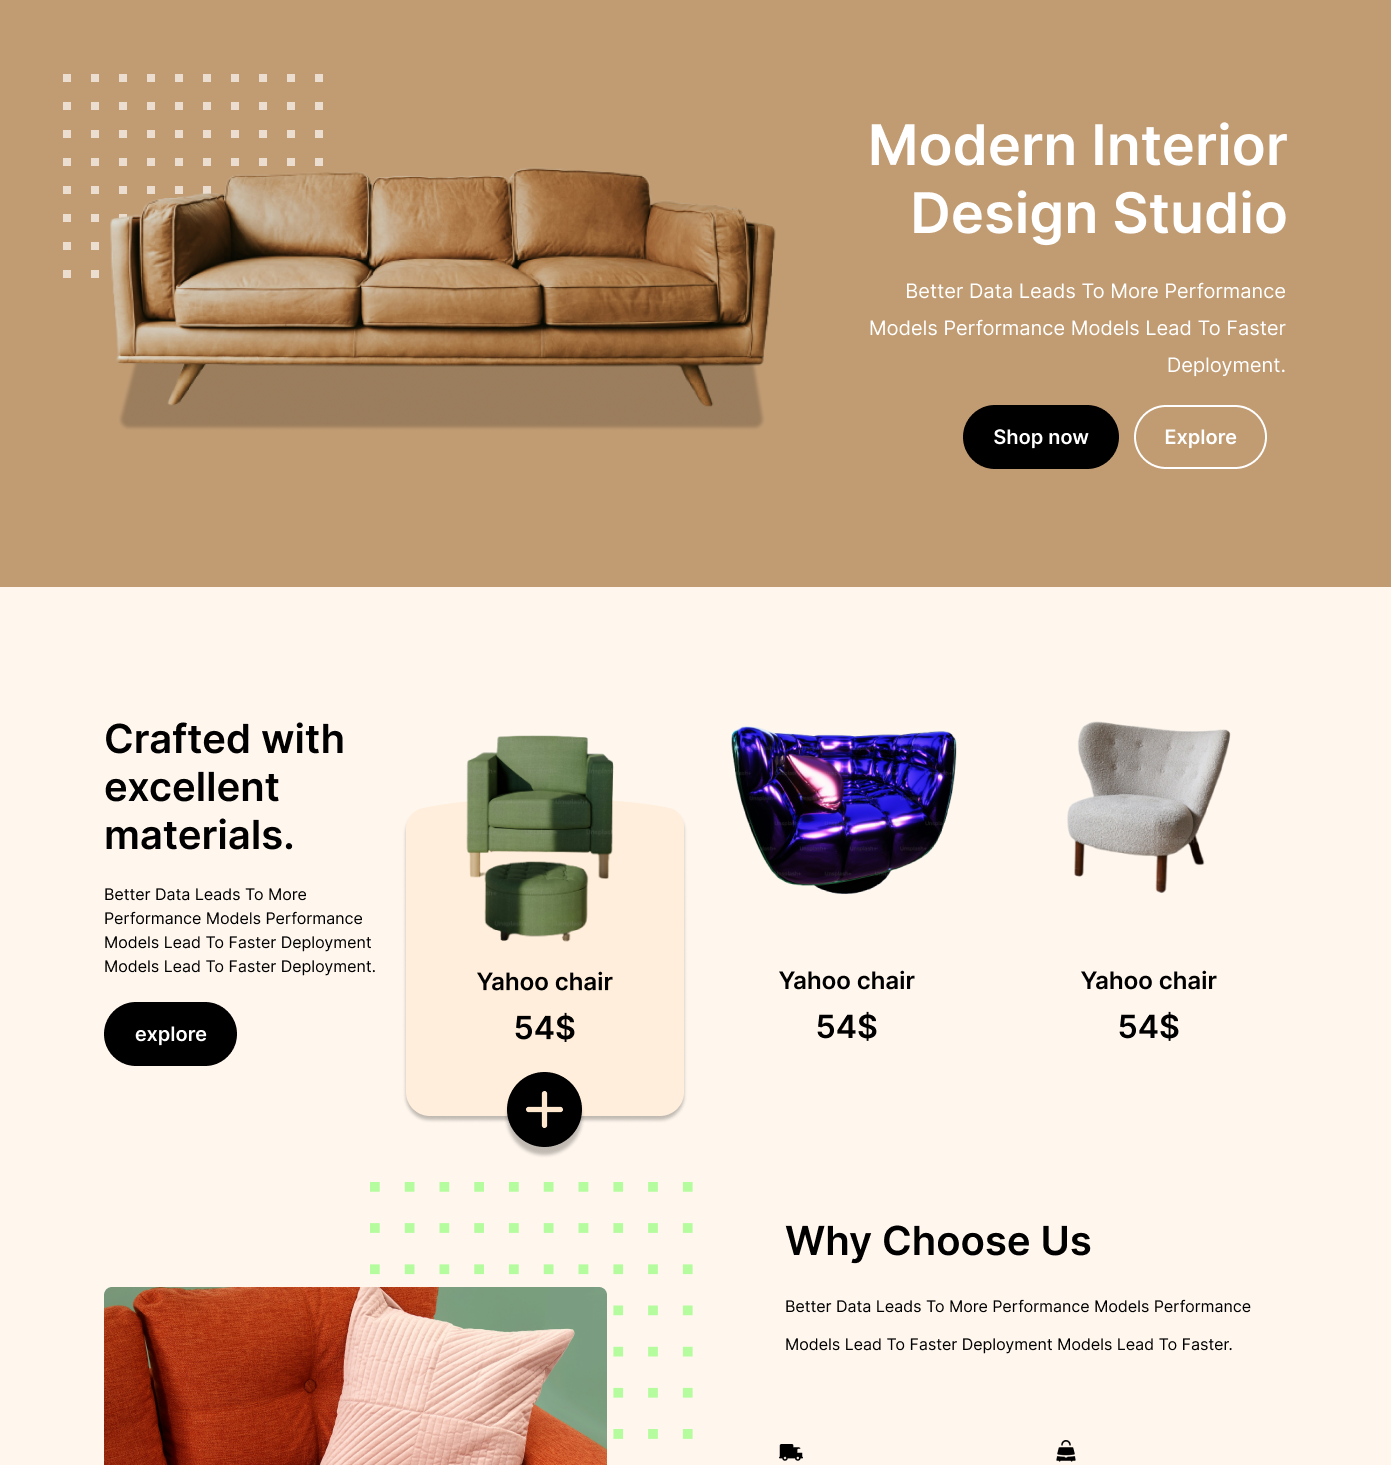 Modern Interior
Design Studio
Better Data Leads To More Performance
Models Performance Models Lead To Faster
Deployment.
Shop now
Explore
Crafted with
excellent
materials.
Better Data Leads To More
Performance Models Performance
Models Lead To Faster Deployment
Models Lead To Faster Deployment.
explore
Yahoo chair
54$
Yahoo chair
54$
Yahoo chair
54$
Why Choose Us
Better Data Leads To More Performance Models Performance
Models Lead To Faster Deployment Models Lead To Faster.